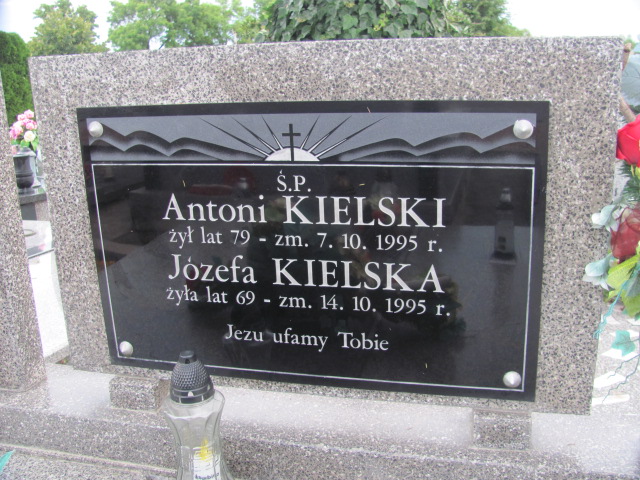 Ś.P.
Antoni KIELSKI
żył lat 79 - zm. 7. 10. 1995 r.
Józefa KIELSKA
żyła lat 69 - zm. 14. 10. 1995 r.
Jezu ufamy Tobie